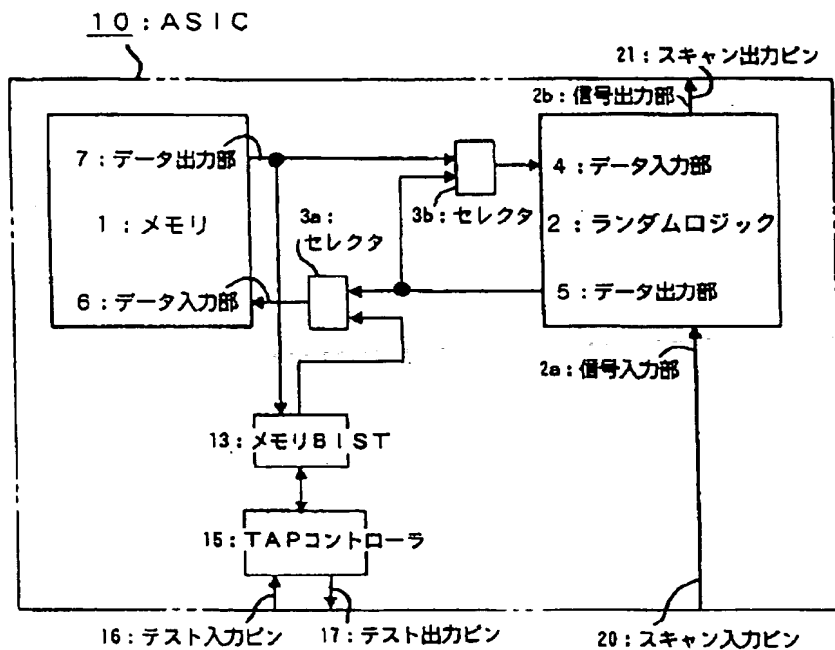 10:ASIC
21:スキャン出力ピン
2b:信号出力部
7:データ出力部
4:データ入力部
3b:セレクタ
1:メモリ
3a:
セレクタ
2:ランダムロジック
6:データ入力部
5:データ出力部
2a:信号入力部
13:メモリBIST
15:TAPコントローラ
16:テスト入力ピン
17:テスト出力ピン
20:スキャン入力ピン